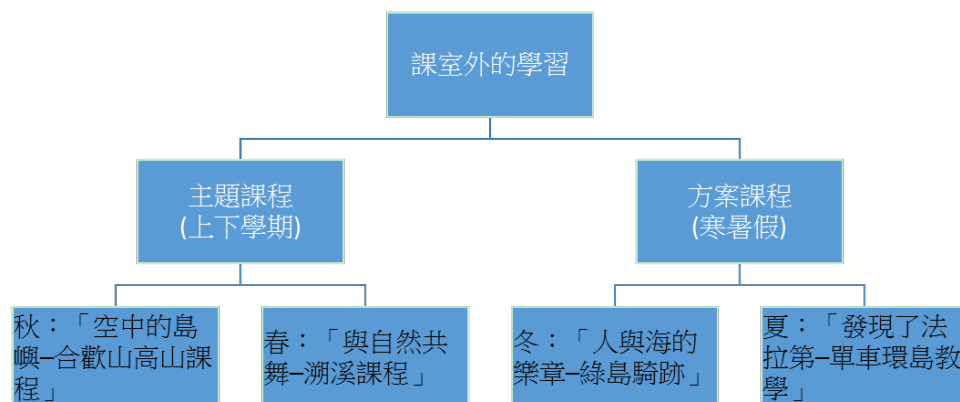 課室外的學習
主題課程
(上下學期)
方案課程
(寒暑假)
秋：「空中的島
嶼–合歡山高山課
程」
春：「與自然共
舞–溯溪課程」
冬：「人與海的
樂章–綠島騎跡」
夏：「發現了法
拉第–單車環島教
學」